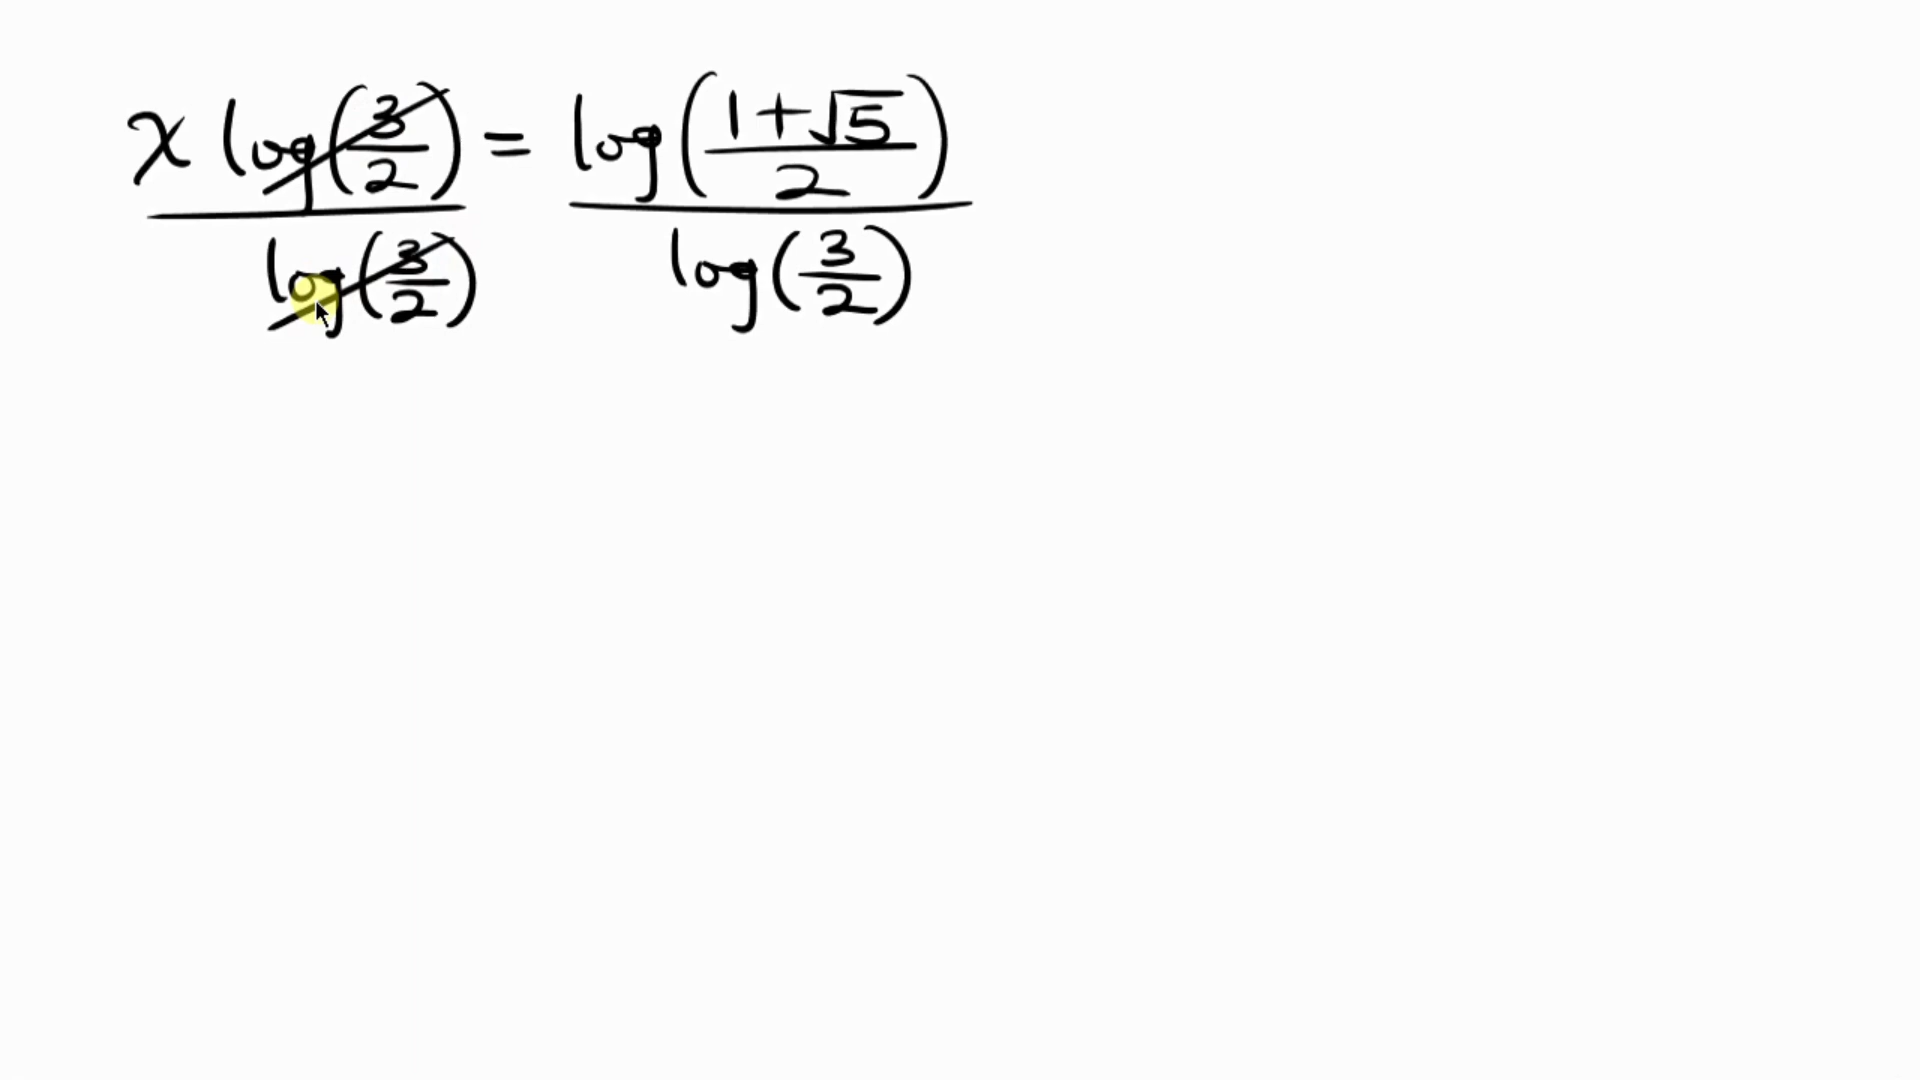 x log(3/2) = log((1+√5)/2)
log(3/2) log(3/2)